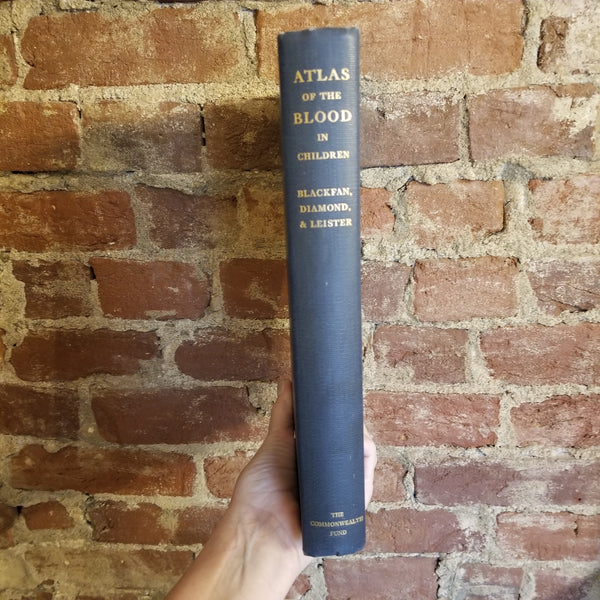 ATLAS
OF THE
BLOOD
IN
CHILDREN
BLACKFAN,
DIAMOND,
& LEISTER
THE
COMMONWEALTH
FUND